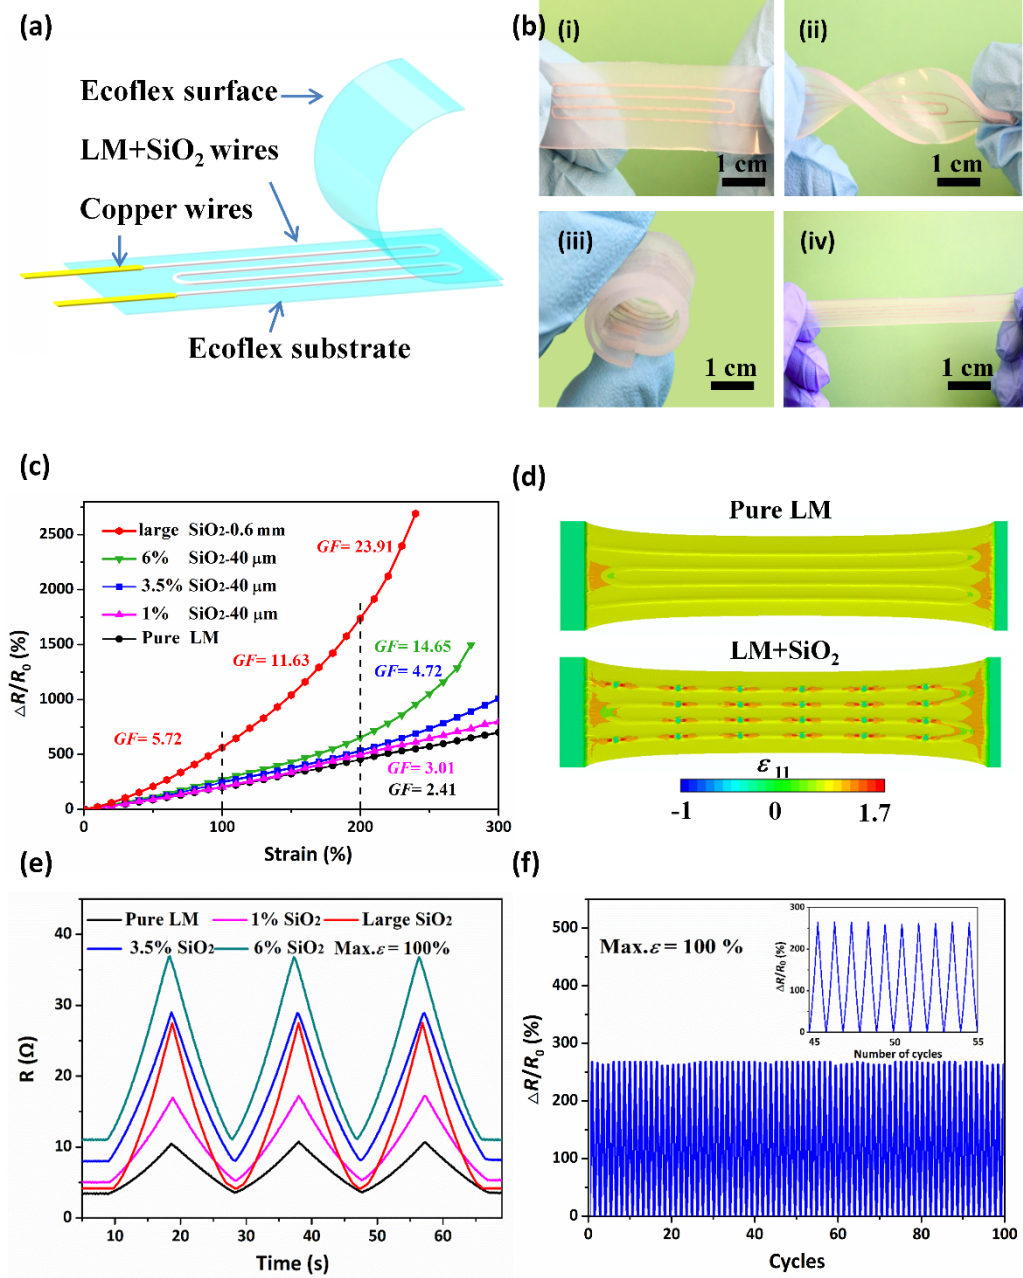 (a)
Ecoflex surface
LM+SiO2 wires
Copper wires
Ecoflex substrate
(b)
(i)
1 cm
(ii)
1 cm
(iii)
1 cm
(iv)
1 cm
(c)
ΔR/R0 (%)
2500
2000
1500
1000
500
0
large SiO2-0.6 mm
6% SiO2-40 μm
3.5% SiO2-40 μm
1% SiO2-40 μm
Pure LM
GF= 23.91
GF= 11.63
GF= 14.65
GF= 4.72
GF= 5.72
GF= 3.01
GF= 2.41
0 50 100 150 200 250 300
Strain (%)
(d)
Pure LM
LM+SiO2
ε11
-1 0 1.7
(e)
R (Ω)
40
30
20
10
0
Pure LM 1% SiO2 Large SiO2
3.5% SiO2 6% SiO2 Max.ε= 100%
10 20 30 40 50 60
Time (s)
(f)
ΔR/R0 (%)
500
400
300
200
100
0
Max.ε= 100 %
ΔR/R0 (%)
300
200
100
0
45 50 55
Number of cycles
0 20 40 60 80 100
Cycles